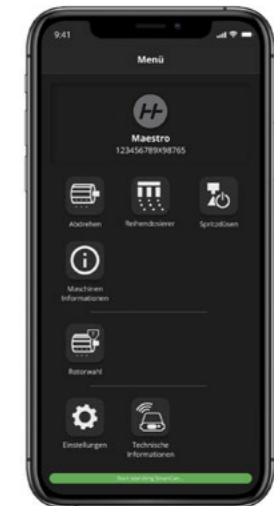 9:41
Menü
Maestro
123456789X98765
Abdrehen Reihendosierer Spritzdüsen
Maschinen
Informationen
Rotorwahl
Einstellungen Technische
Informationen